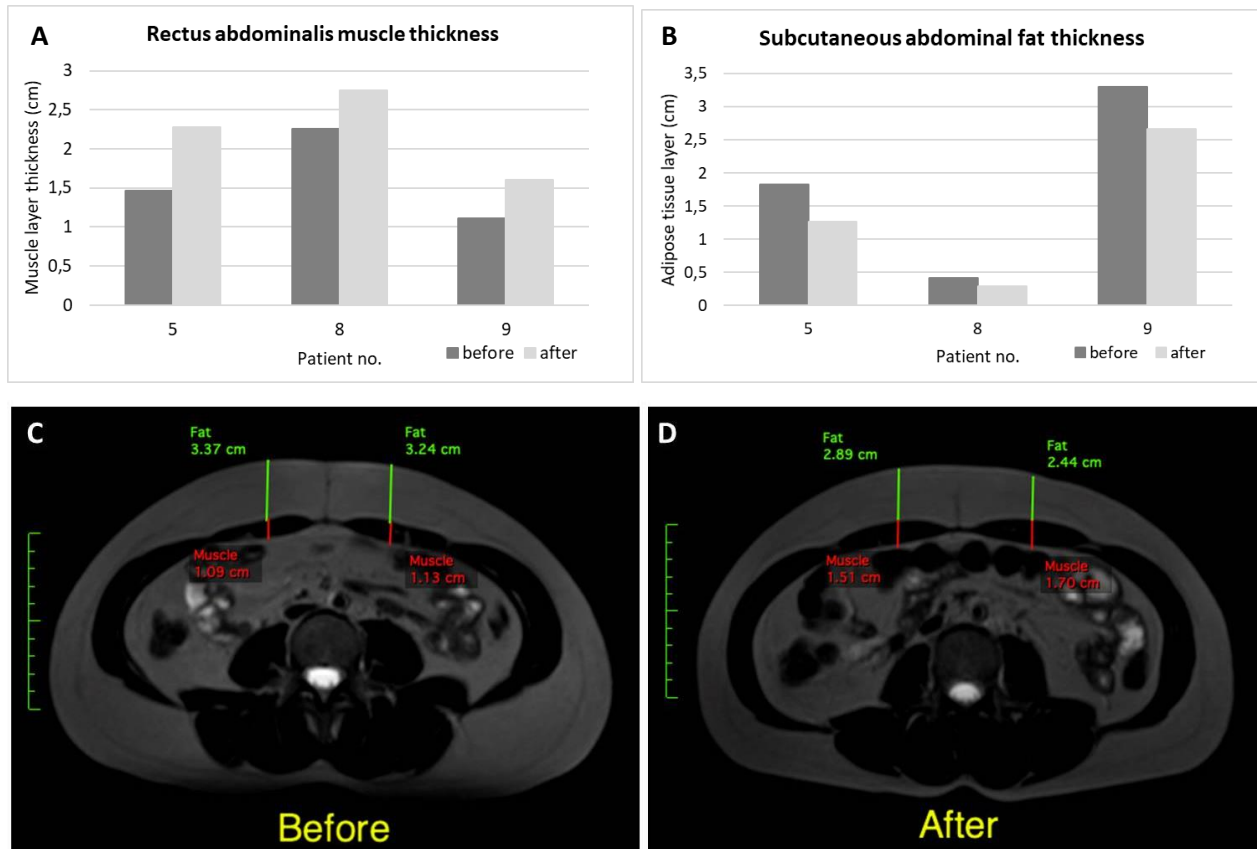 A
Rectus abdominalis muscle thickness
Muscle layer thickness (cm)
3
2,5
2
1,5
1
0,5
0
5 8 9
Patient no.
before after
B
Subcutaneous abdominal fat thickness
Adipose tissue layer (cm)
3,5
3
2,5
2
1,5
1
0,5
0
5 8 9
Patient no.
before after
C
Fat
3.37 cm
Fat
3.24 cm
Muscle
1.09 cm
Muscle
1.13 cm
Before
D
Fat
2.89 cm
Fat
2.44 cm
Muscle
1.51 cm
Muscle
1.70 cm
After